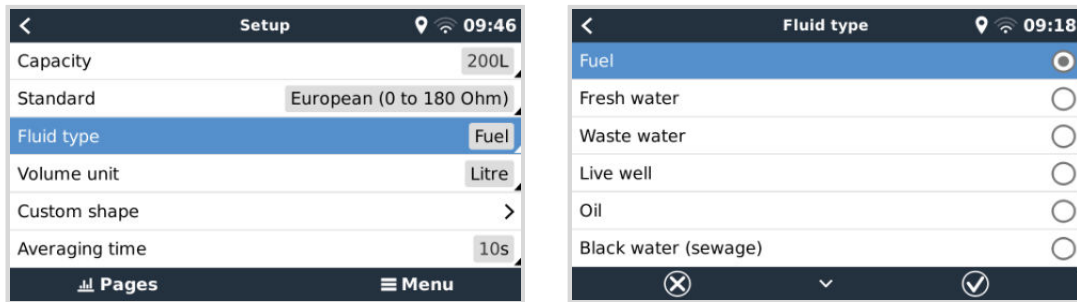 Setup 09:46
Capacity 200L
Standard European (0 to 180 Ohm)
Fluid type Fuel
Volume unit Litre
Custom shape
Averaging time 10s
Pages Menu
Fluid type 09:18
Fuel
Fresh water
Waste water
Live well
Oil
Black water (sewage)